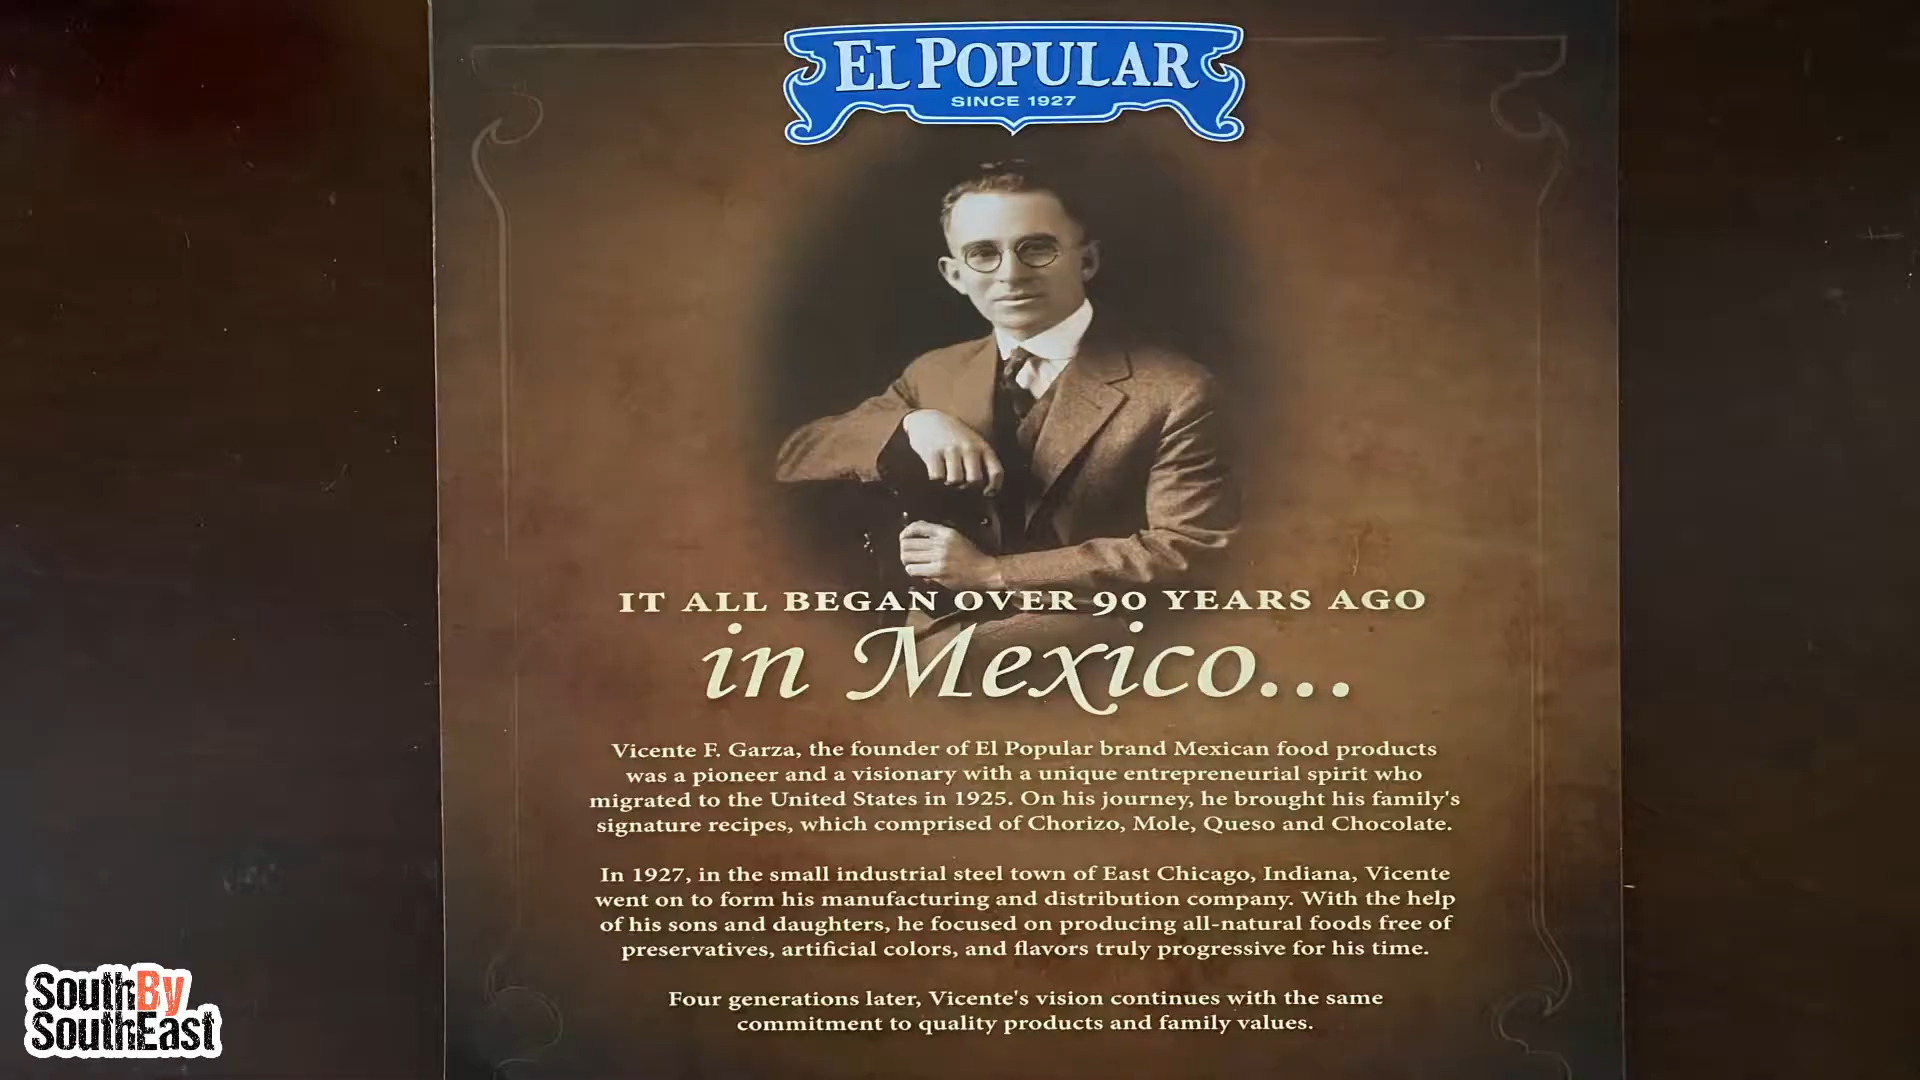 EL POPULAR
SINCE 1927
IT ALL BEGAN OVER 90 YEARS AGO
in Mexico...
Vicente F. Garza, the founder of El Popular brand Mexican food products
was a pioneer and a visionary with a unique entrepreneurial spirit who
migrated to the United States in 1925. On his journey, he brought his family's
signature recipes, which comprised of Chorizo, Mole, Queso and Chocolate.
In 1927, in the small industrial steel town of East Chicago, Indiana, Vicente
went on to form his manufacturing and distribution company. With the help
of his sons and daughters, he focused on producing all-natural foods free of
preservatives, artificial colors, and flavors truly progressive for his time.
Four generations later, Vicente's vision continues with the same
commitment to quality products and family values.
SouthBy
SouthEast